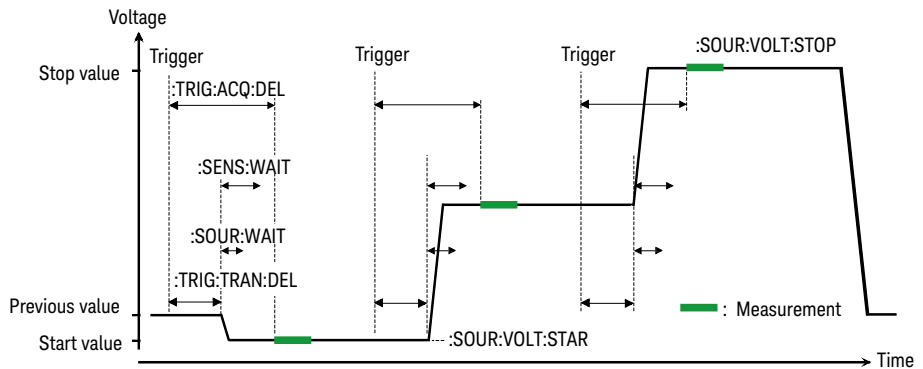 Voltage
Trigger
Trigger
Trigger
:SOUR:VOLT:STOP
Stop value
:TRIG:ACQ:DEL
:SENS:WAIT
:SOUR:WAIT
:TRIG:TRAN:DEL
Previous value
: Measurement
Start value
:SOUR:VOLT:STAR
Time